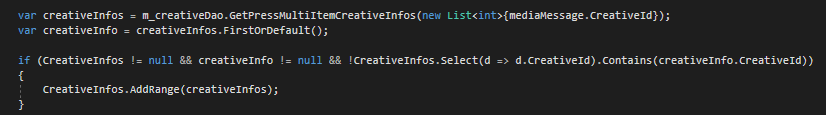 var creativeInfos = m_creativeDao.GetPressMultiItemCreativeInfos(new List<int>{mediaMessage.CreativeId});
var creativeInfo = creativeInfos.FirstOrDefault();
if (CreativeInfos != null && creativeInfo != null && !CreativeInfos.Select(d => d.CreativeId).Contains(creativeInfo.CreativeId))
{
    CreativeInfos.AddRange(creativeInfos);
}